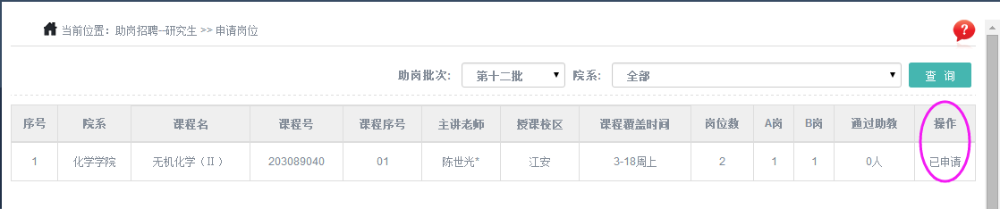 当前位置：助岗招聘--研究生 >> 申请岗位
?
助岗批次: 第十二批 院系: 全部 查 询
序号 院系 课程名 课程号 课程序号 主讲老师 授课校区 课程覆盖时间 岗位数 A岗 B岗 通过助教 操作
1 化学学院 无机化学（II） 203089040 01 陈世光* 江安 3-18周上 2 1 1 0人 已申请